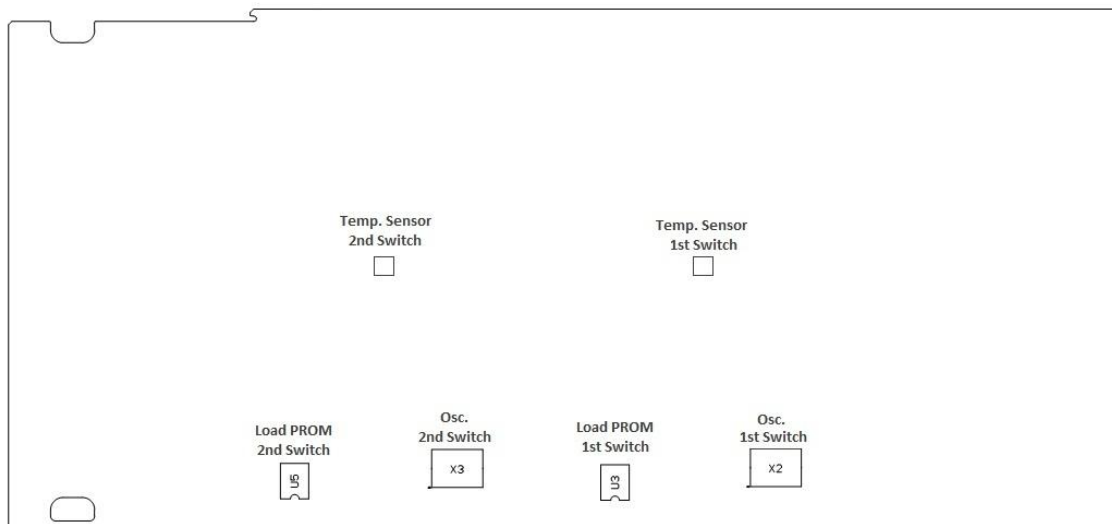 Temp. Sensor
2nd Switch
Temp. Sensor
1st Switch
Load PROM
2nd Switch
U5
Osc.
2nd Switch
X3
Load PROM
1st Switch
U3
Osc.
1st Switch
X2